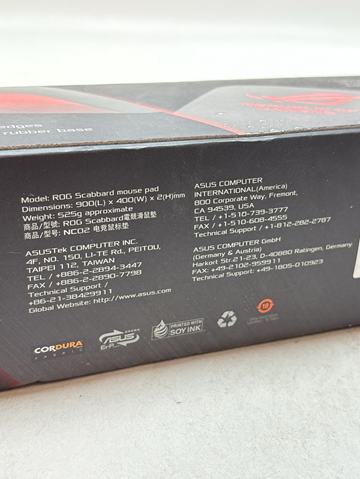 edges
rubber base
Model: ROG Scabbard mouse pad
Dimensions: 900(L) x 400(W) x 2(H)mm
Weight: 525g approximate
商品/型號: ROG Scabbard電競滑鼠墊
商品/型号: NC02 电竞鼠标垫
ASUSTek COMPUTER INC.
4F, NO. 150, LI-TE Rd., PEITOU,
TAIPEI 112, TAIWAN
TEL / +886-2-2894-3447
FAX / +886-2-2890-7798
Technical Support /
+86-21-38429911
Global Website: http://www.asus.com
ASUS COMPUTER
INTERNATIONAL(America)
800 Corporate Way, Fremont,
CA 94539, USA
TEL / +1-510-739-3777
FAX / +1-510-608-4555
Technical Support / +1-812-282-2787
ASUS COMPUTER GmbH
(Germany & Austria)
Harkort Str. 21-23, D-40880 Ratingen, Germany
FAX: +49-2102-959911
Technical Support: +49-1805-010923
CORDURA
FABRIC
ASUS
PRINTED WITH
SOY INK